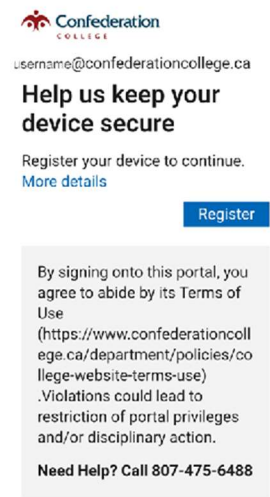 Confederation
COLLEGE
username@confederationcollege.ca
Help us keep your
device secure
Register your device to continue.
More details
Register
By signing onto this portal, you
agree to abide by its Terms of
Use
(https://www.confederationcoll
ege.ca/department/policies/co
llege-website-terms-use)
.Violations could lead to
restriction of portal privileges
and/or disciplinary action.
Need Help? Call 807-475-6488